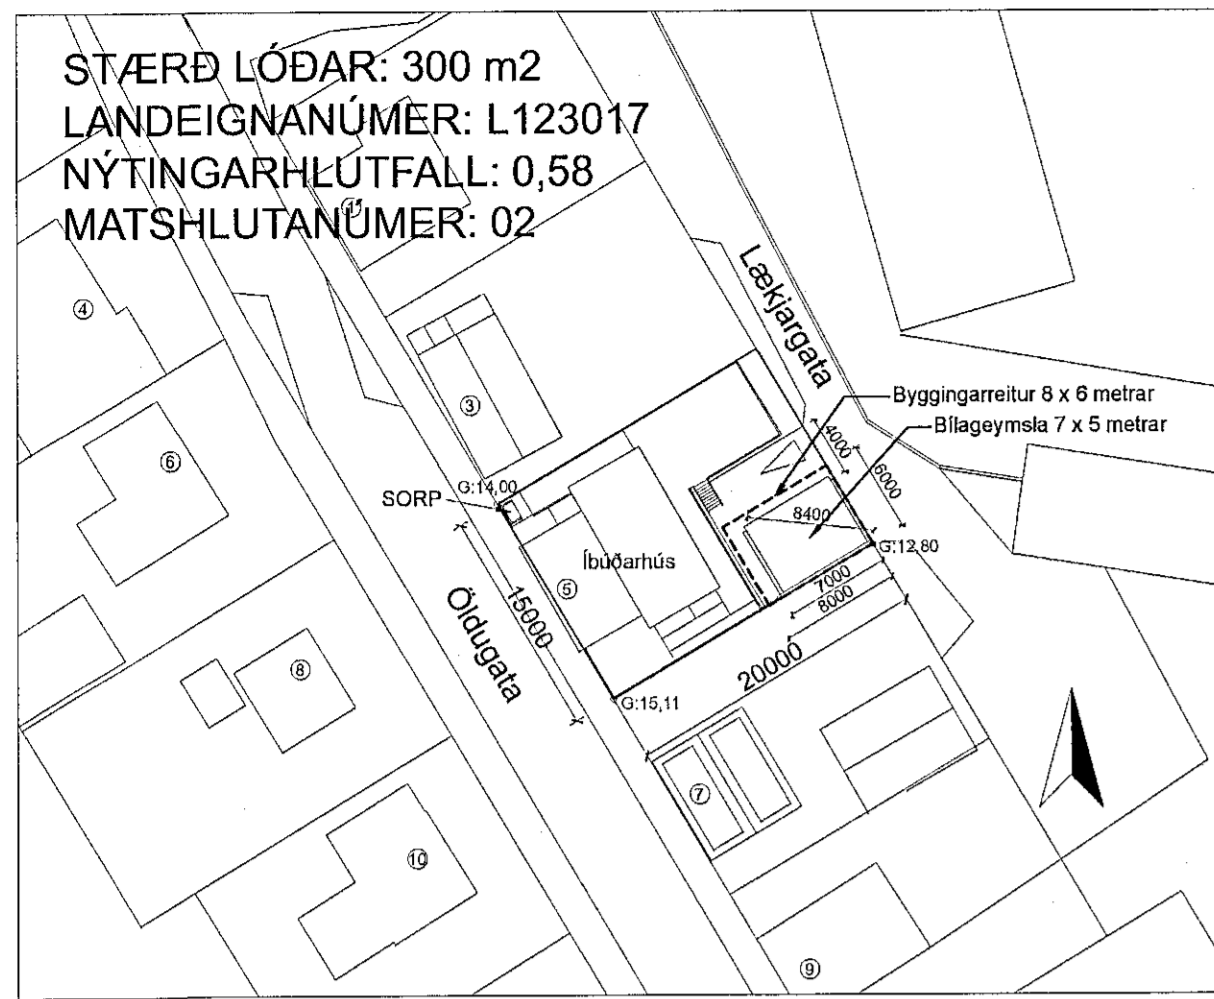 STÆRÐ LÓÐAR: 300 m2
LANDEIGNANÚMER: L123017
NÝTINGARHLUTFALL: 0,58
MATSHLUTANÚMER: 02
1
4
Lækjargata
3
Byggingarreitur 8 x 6 metrar
Bílageymsla 7 x 5 metrar
4000
6000
6
G:14,00
SORP
8400
G:12,80
Íbúðarhús
5
7000
8000
15000
Öldugata
20000
8
G:15,11
7
10
9